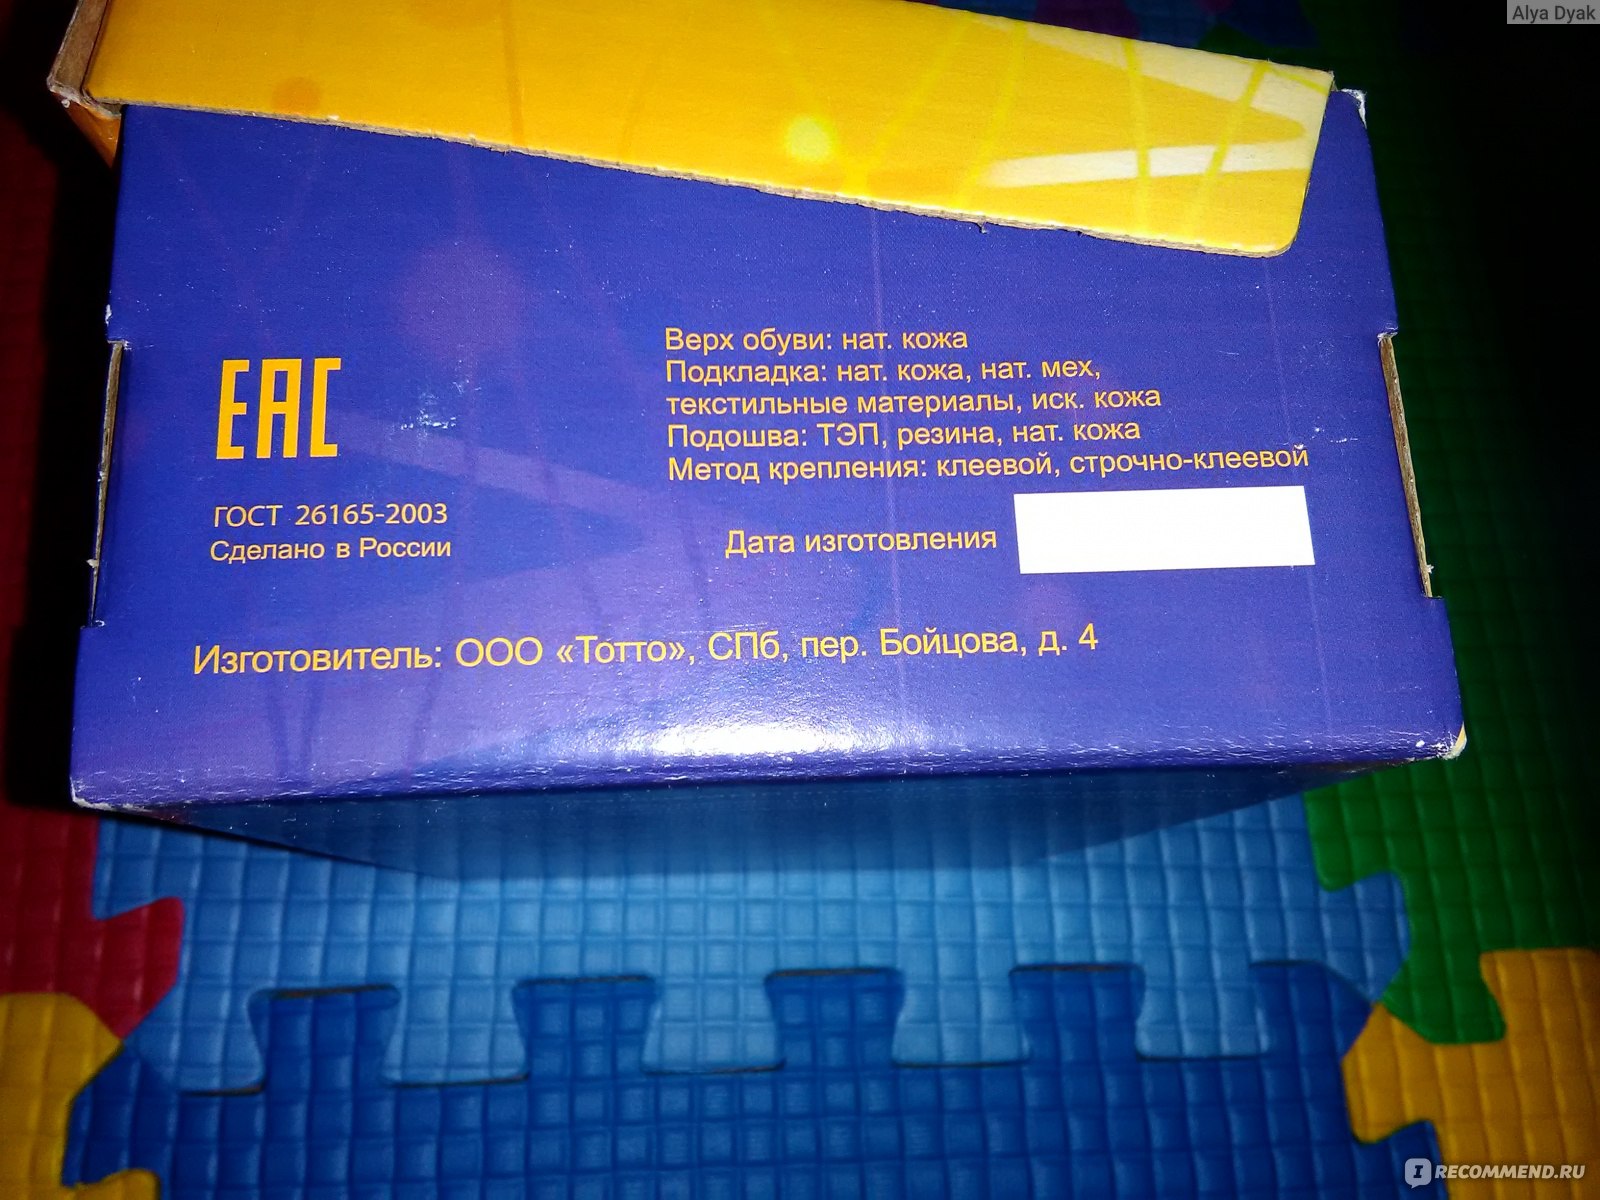 Alya Dyak
Верх обуви: нат. кожа
Подкладка: нат. кожа, нат. мех,
текстильные материалы, иск. кожа
Подошва: ТЭП, резина, нат. кожа
Метод крепления: клеевой, строчно-клеевой
EAC
ГОСТ 26165-2003
Сделано в России
Дата изготовления
Изготовитель: ООО «Тотто», СПб, пер. Бойцова, д. 4
I RECOMMEND.RU